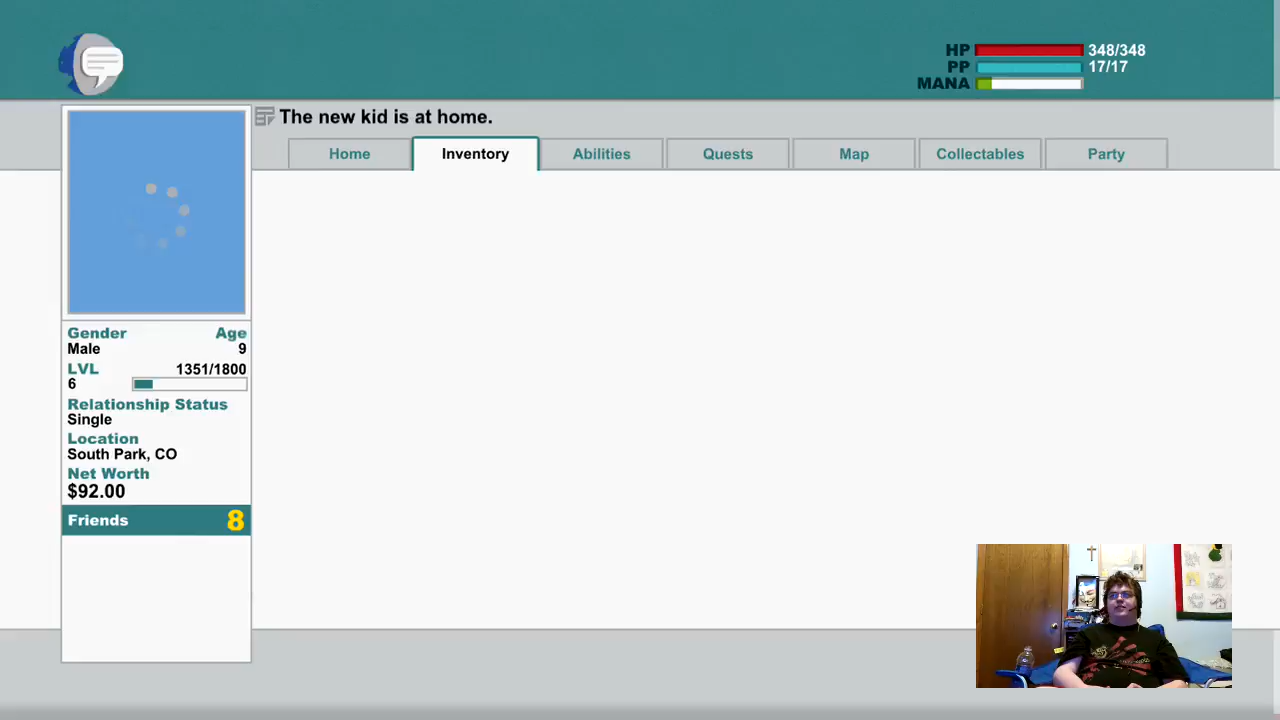 HP 348/348
PP 17/17
MANA
The new kid is at home.
Home Inventory Abilities Quests Map Collectables Party
Gender Age
Male 9
LVL 1351/1800
6
Relationship Status
Single
Location
South Park, CO
Net Worth
$92.00
Friends 8